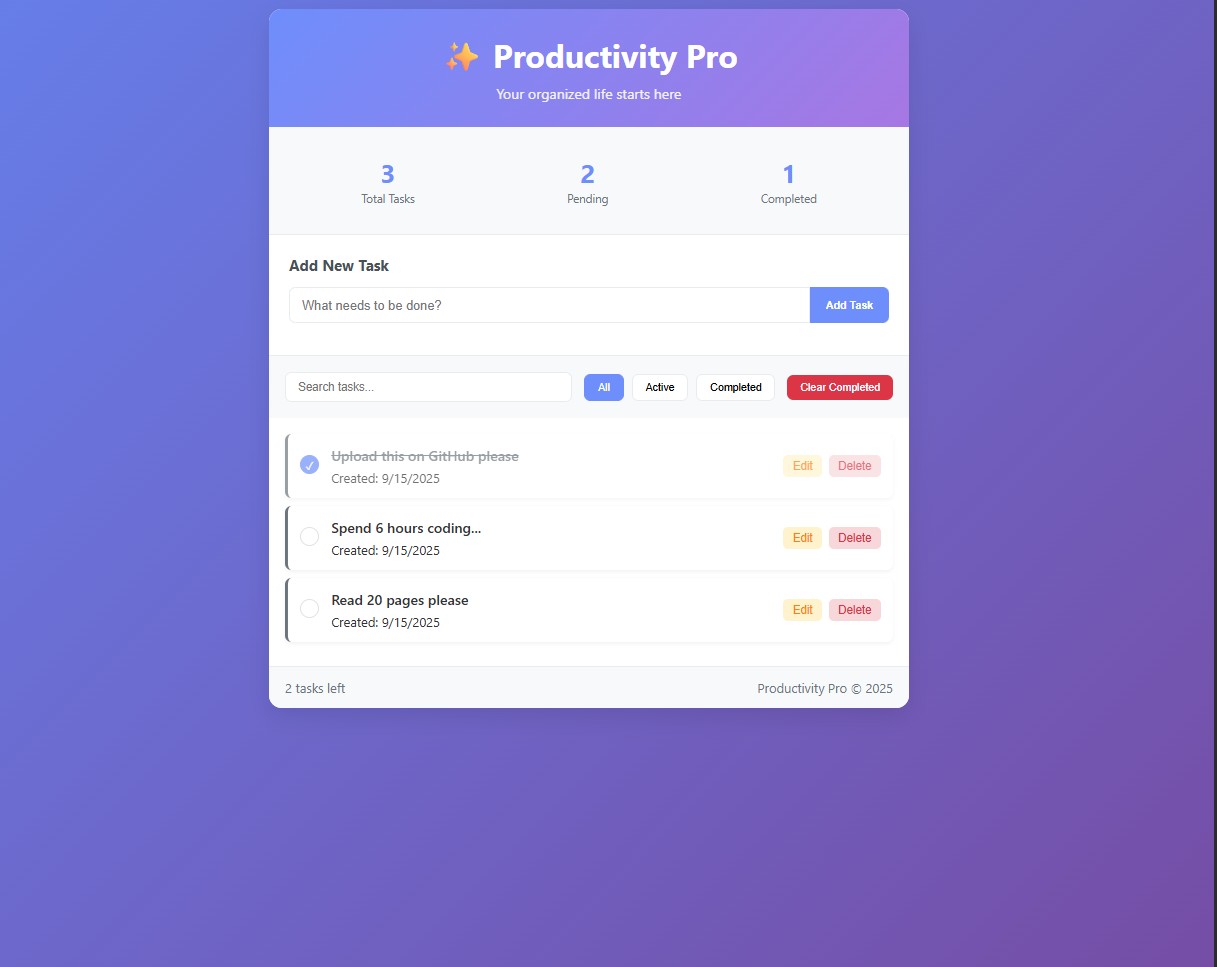 ✨ Productivity Pro
Your organized life starts here
3 2 1
Total Tasks Pending Completed
Add New Task
What needs to be done? Add Task
Search tasks... All Active Completed Clear Completed
Upload this on GitHub please
Created: 9/15/2025
Edit Delete
Spend 6 hours coding...
Created: 9/15/2025
Edit Delete
Read 20 pages please
Created: 9/15/2025
Edit Delete
2 tasks left Productivity Pro © 2025